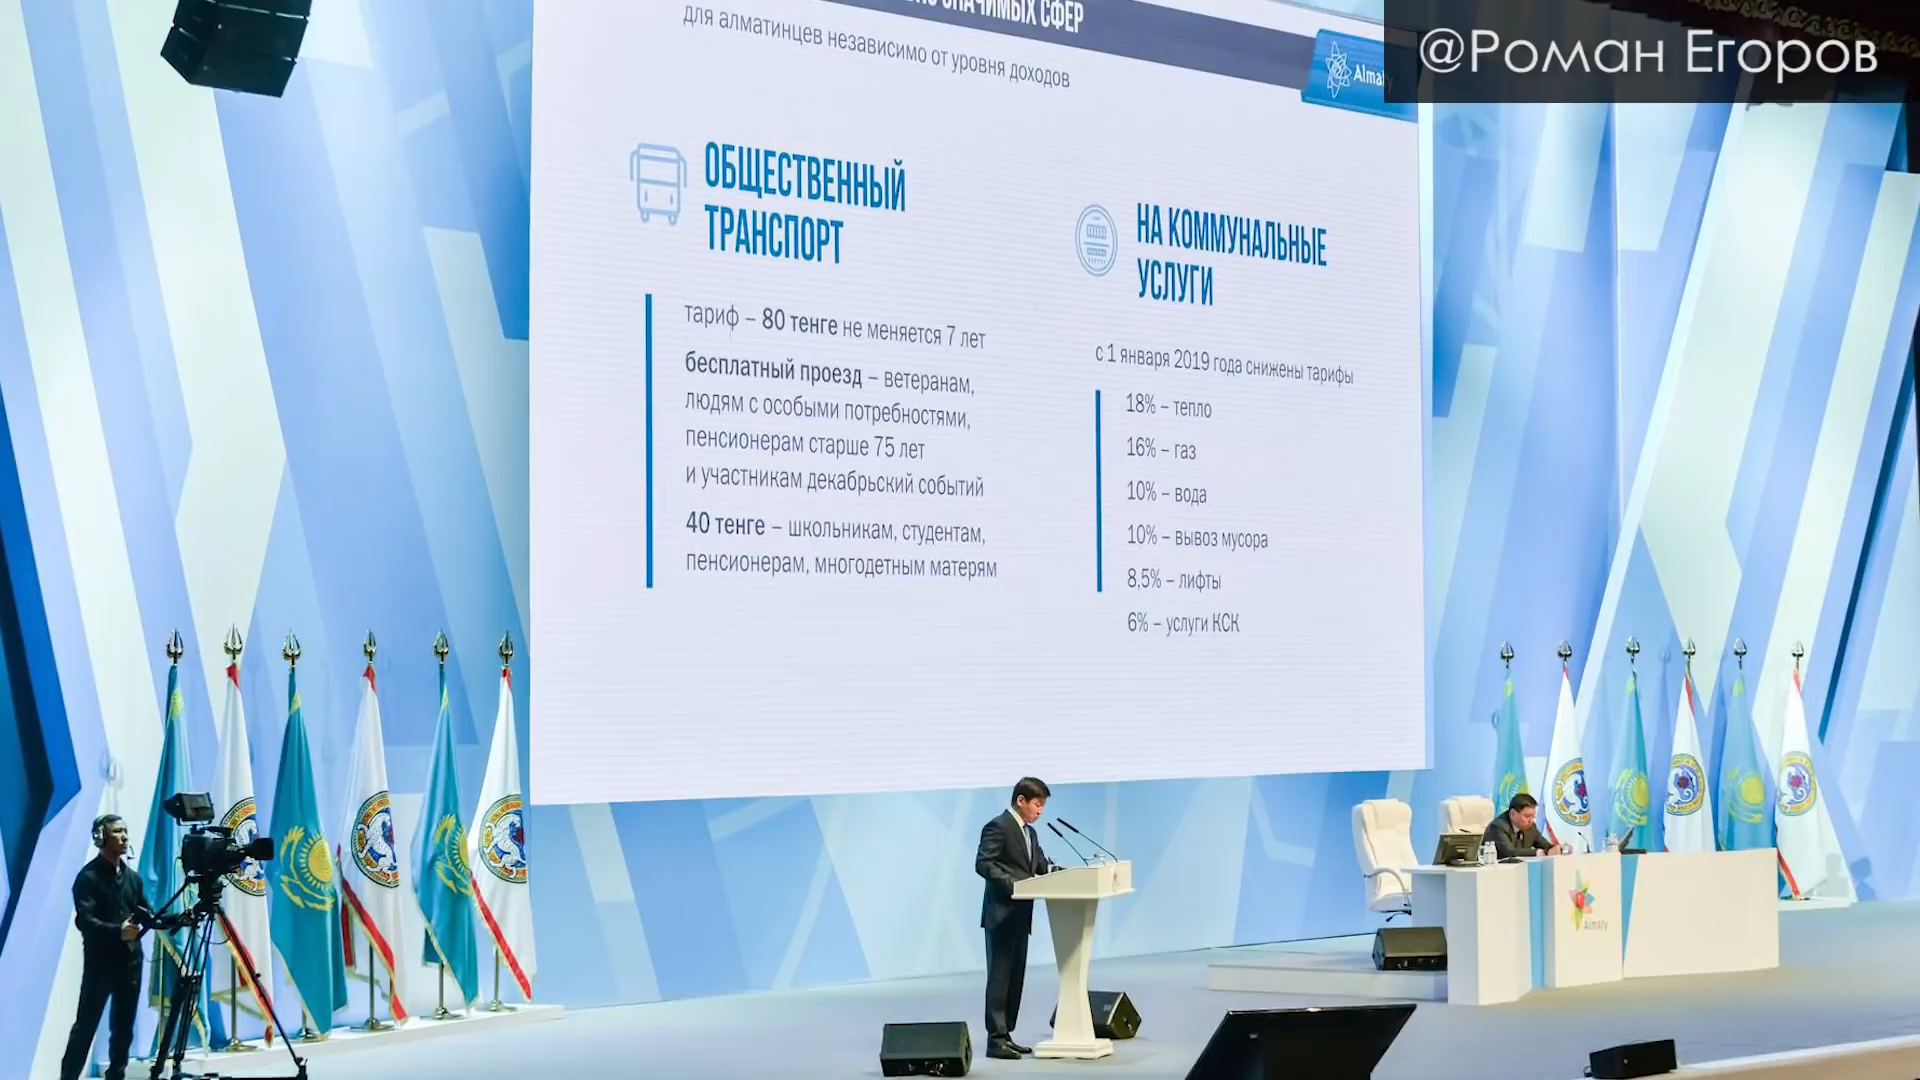 ЗНАЧИМЫХ СФЕР
для алматинцев независимо от уровня доходов
Almaty
@Роман Егоров
ОБЩЕСТВЕННЫЙ
ТРАНСПОРТ
тариф – 80 тенге не меняется 7 лет
бесплатный проезд – ветеранам,
людям с особыми потребностями,
пенсионерам старше 75 лет
и участникам декабрьский событий
40 тенге – школьникам, студентам,
пенсионерам, многодетным матерям
НА КОММУНАЛЬНЫЕ
УСЛУГИ
с 1 января 2019 года снижены тарифы
18% – тепло
16% – газ
10% – вода
10% – вывоз мусора
8,5% – лифты
6% – услуги КСК
Almaty